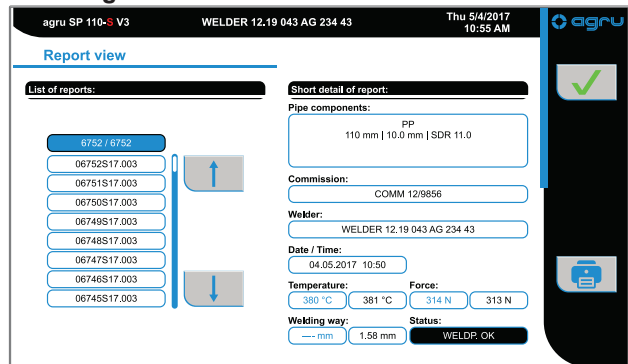 agru SP 110-S V3 WELDER 12.19 043 AG 234 43 Thu 5/4/2017
10:55 AM
agru
Report view
List of reports:
6752 / 6752
06752S17.003
06751S17.003
06750S17.003
06749S17.003
06748S17.003
06747S17.003
06746S17.003
06745S17.003
Short detail of report:
Pipe components:
PP
110 mm | 10.0 mm | SDR 11.0
Commission:
COMM 12/9856
Welder:
WELDER 12.19 043 AG 234 43
Date / Time:
04.05.2017 10:50
Temperature: Force:
380 °C 381 °C 314 N 313 N
Welding way: Status:
---- mm 1.58 mm WELDP. OK